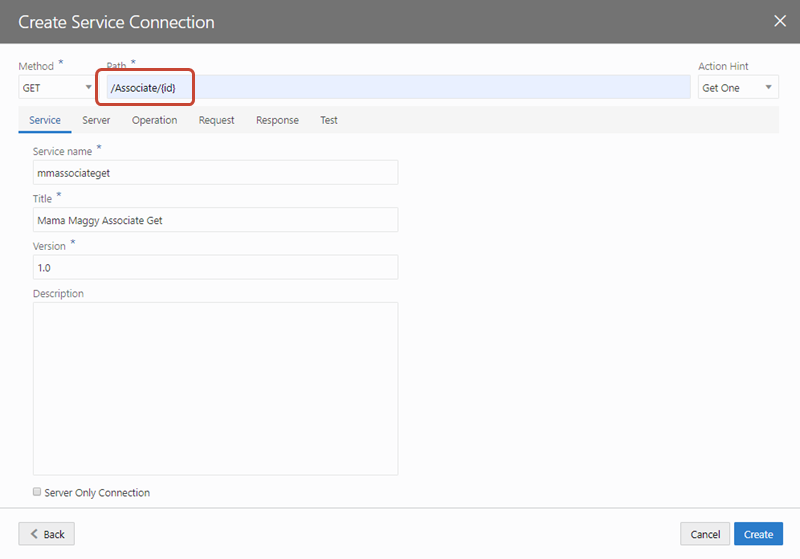 Create Service Connection
Method * Path * Action Hint
GET /Associate/{id} Get One
Service Server Operation Request Response Test
Service name *
mmassociateget
Title *
Mama Maggy Associate Get
Version *
1.0
Description
Server Only Connection
Back Cancel Create